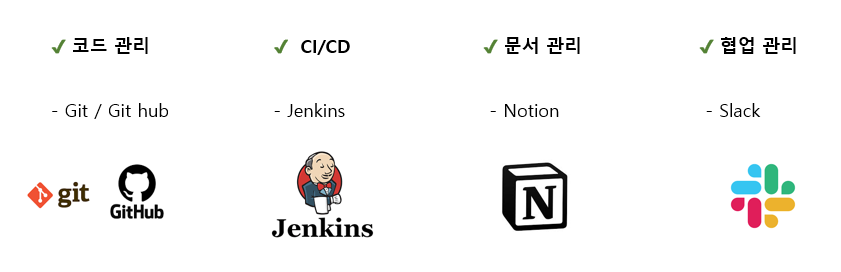 ✔ 코드 관리
✔ CI/CD
✔ 문서 관리
✔ 협업 관리
- Git / Git hub
- Jenkins
- Notion
- Slack
git
GitHub
Jenkins
N